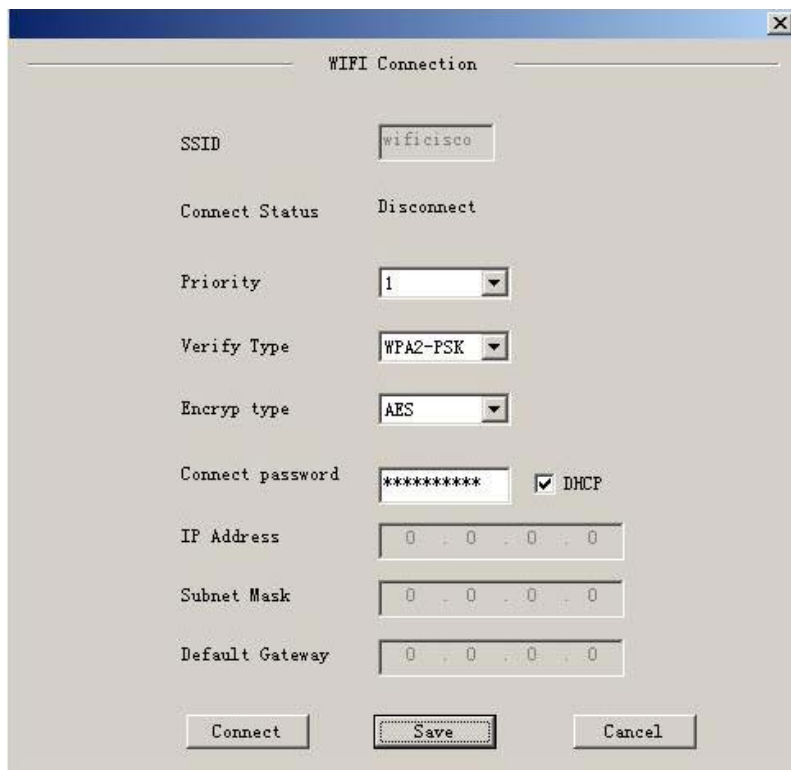 WIFI Connection
SSID wificisco
Connect Status Disconnect
Priority 1
Verify Type WPA2-PSK
Encryp type AES
Connect password ********** DHCP
IP Address 0 . 0 . 0 . 0
Subnet Mask 0 . 0 . 0 . 0
Default Gateway 0 . 0 . 0 . 0
Connect Save Cancel